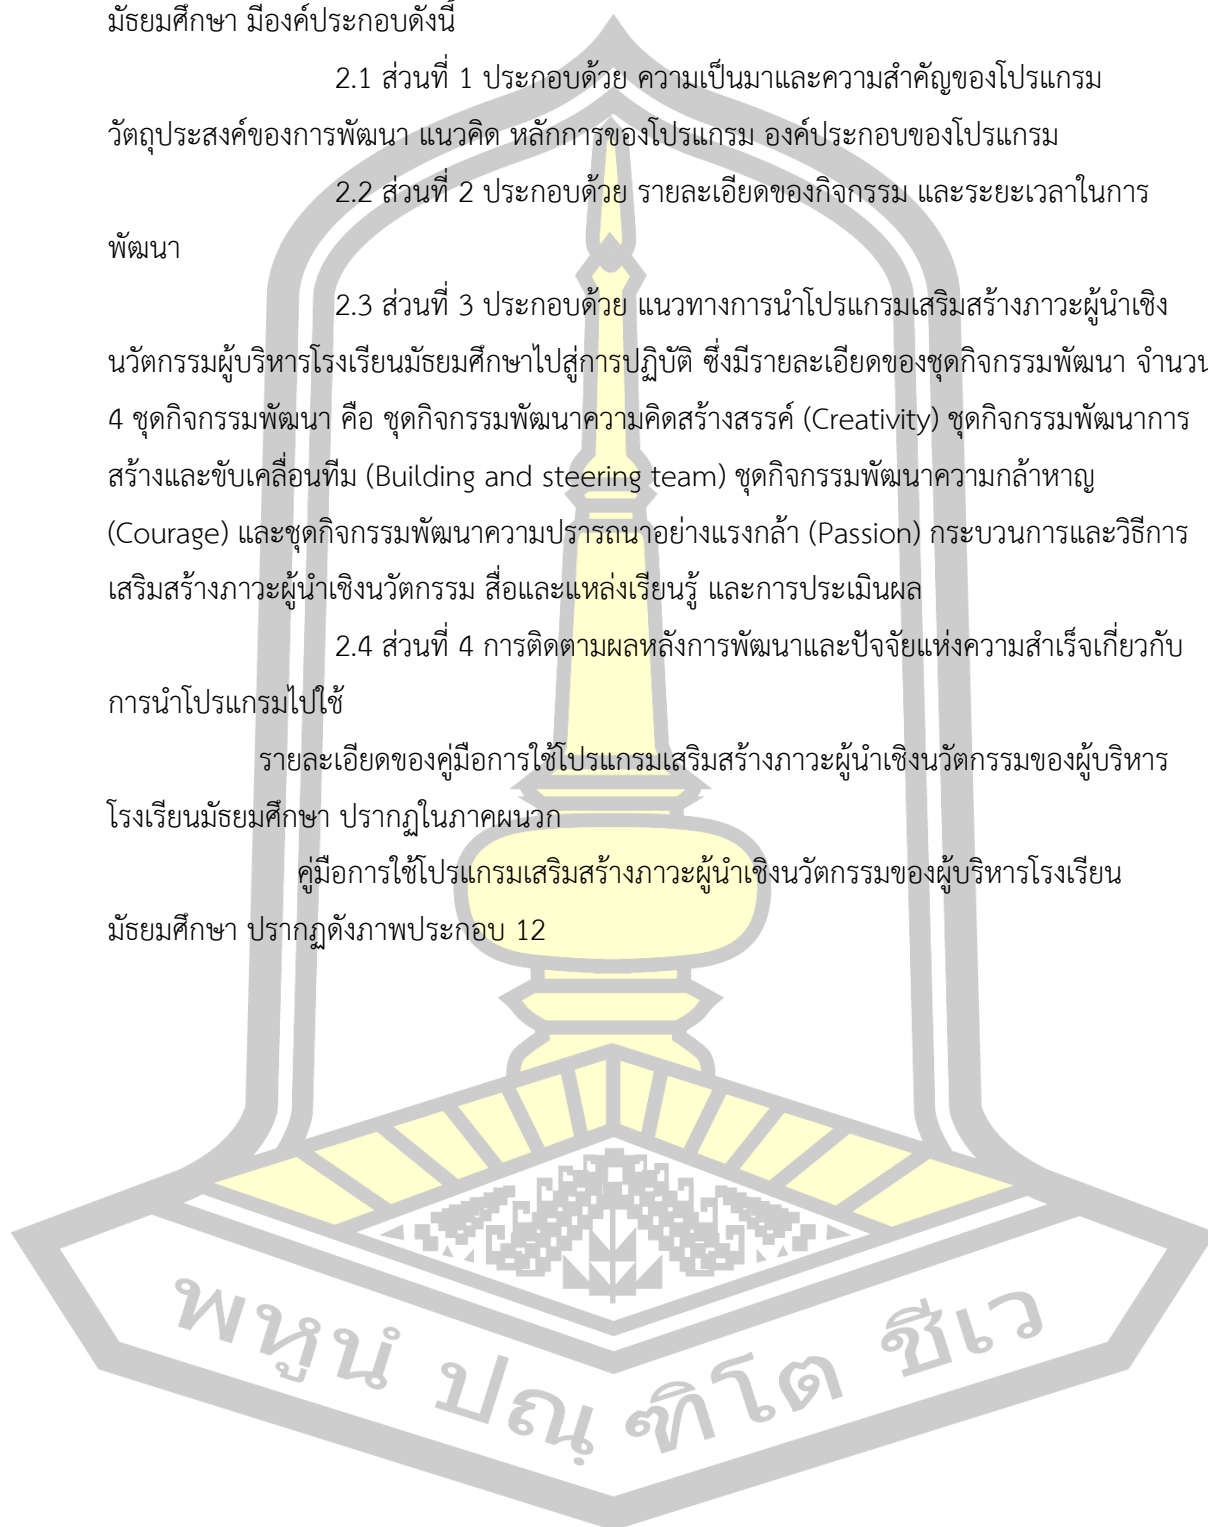 มัธยมศึกษา มีองค์ประกอบดังนี้
2.1 ส่วนที่ 1 ประกอบด้วย ความเป็นมาและความสำคัญของโปรแกรม
วัตถุประสงค์ของการพัฒนา แนวคิด หลักการของโปรแกรม องค์ประกอบของโปรแกรม
2.2 ส่วนที่ 2 ประกอบด้วย รายละเอียดของกิจกรรม และระยะเวลาในการ
พัฒนา
2.3 ส่วนที่ 3 ประกอบด้วย แนวทางการนำโปรแกรมเสริมสร้างภาวะผู้นำเชิง
นวัตกรรมผู้บริหารโรงเรียนมัธยมศึกษาไปสู่การปฏิบัติ ซึ่งมีรายละเอียดของชุดกิจกรรมพัฒนา จำนวน
4 ชุดกิจกรรมพัฒนา คือ ชุดกิจกรรมพัฒนาความคิดสร้างสรรค์ (Creativity) ชุดกิจกรรมพัฒนาการ
สร้างและขับเคลื่อนทีม (Building and steering team) ชุดกิจกรรมพัฒนาความกล้าหาญ
(Courage) และชุดกิจกรรมพัฒนาความปรารถนาอย่างแรงกล้า (Passion) กระบวนการและวิธีการ
เสริมสร้างภาวะผู้นำเชิงนวัตกรรม สื่อและแหล่งเรียนรู้ และการประเมินผล
2.4 ส่วนที่ 4 การติดตามผลหลังการพัฒนาและปัจจัยแห่งความสำเร็จเกี่ยวกับ
การนำโปรแกรมไปใช้
รายละเอียดของคู่มือการใช้โปรแกรมเสริมสร้างภาวะผู้นำเชิงนวัตกรรมของผู้บริหาร
โรงเรียนมัธยมศึกษา ปรากฏในภาคผนวก
คู่มือการใช้โปรแกรมเสริมสร้างภาวะผู้นำเชิงนวัตกรรมของผู้บริหารโรงเรียน
มัธยมศึกษา ปรากฏดังภาพประกอบ 12
พหูนํ ปณฺฑิโต ชีเว